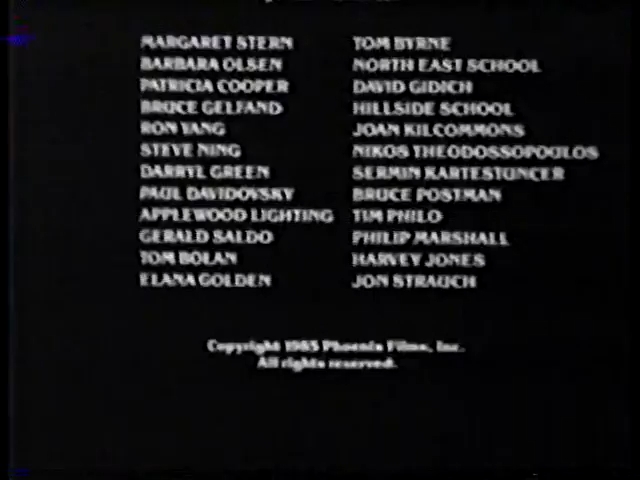 MARGARET STERN TOM BYRNE
BARBARA OLSEN NORTH EAST SCHOOL
PATRICIA COOPER DAVID GIDICH
BRUCE GELFAND HILLSIDE SCHOOL
RON YANG JOAN KILCOMMONS
STEVE NING NIKOS THEODOSSOPOULOS
DARRYL GREEN SERMIN KARTESTUNCER
PAUL DAVIDOVSKY BRUCE POSTMAN
APPLEWOOD LIGHTING TIM PHILO
GERALD SALDO PHILIP MARSHALL
TOM BOLAN HARVEY JONES
ELANA GOLDEN JON STRAUCH
Copyright 1985 Phoenix Films, Inc.
All rights reserved.